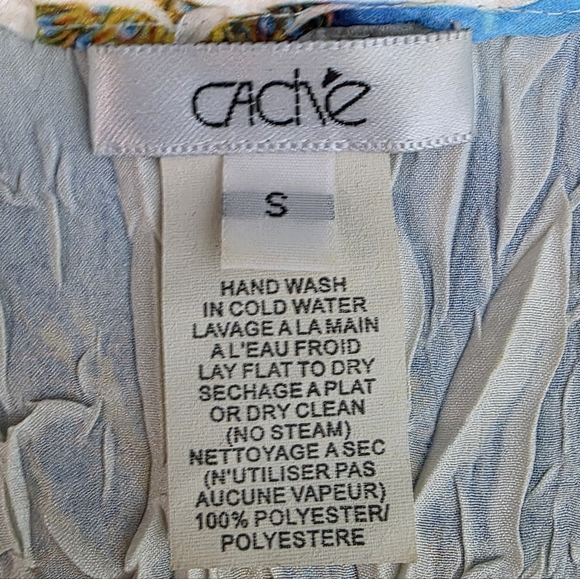 CAChé
S
HAND WASH
IN COLD WATER
LAVAGE A LA MAIN
A L'EAU FROID
LAY FLAT TO DRY
SECHAGE A PLAT
OR DRY CLEAN
(NO STEAM)
NETTOYAGE A SEC
(N'UTILISER PAS
AUCUNE VAPEUR)
100% POLYESTER/
POLYESTERE